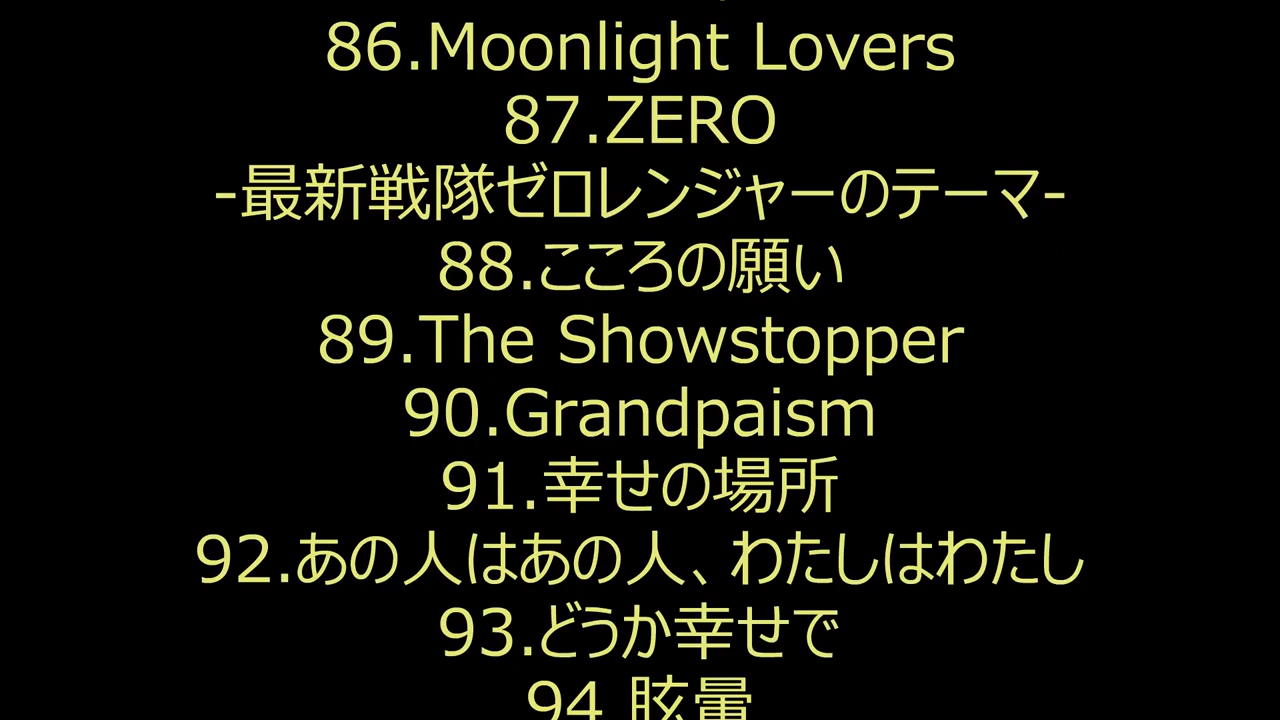 86.Moonlight Lovers
87.ZERO
-最新戦隊ゼロレンジャーのテーマ-
88.こころの願い
89.The Showstopper
90.Grandpaism
91.幸せの場所
92.あの人はあの人、わたしはわたし
93.どうか幸せで
94.眩暈